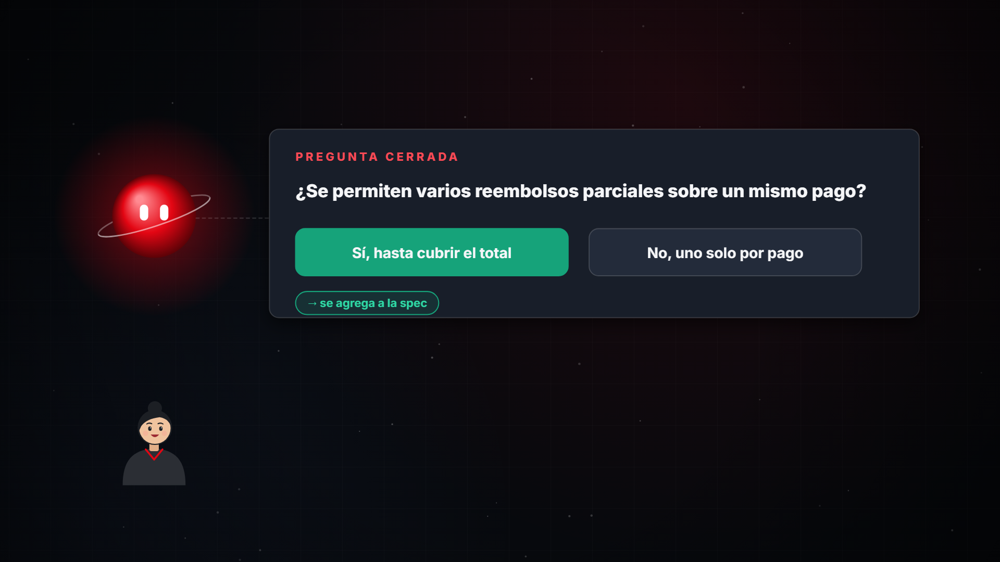 PREGUNTA CERRADA
¿Se permiten varios reembolsos parciales sobre un mismo pago?
Sí, hasta cubrir el total
No, uno solo por pago
→ se agrega a la spec